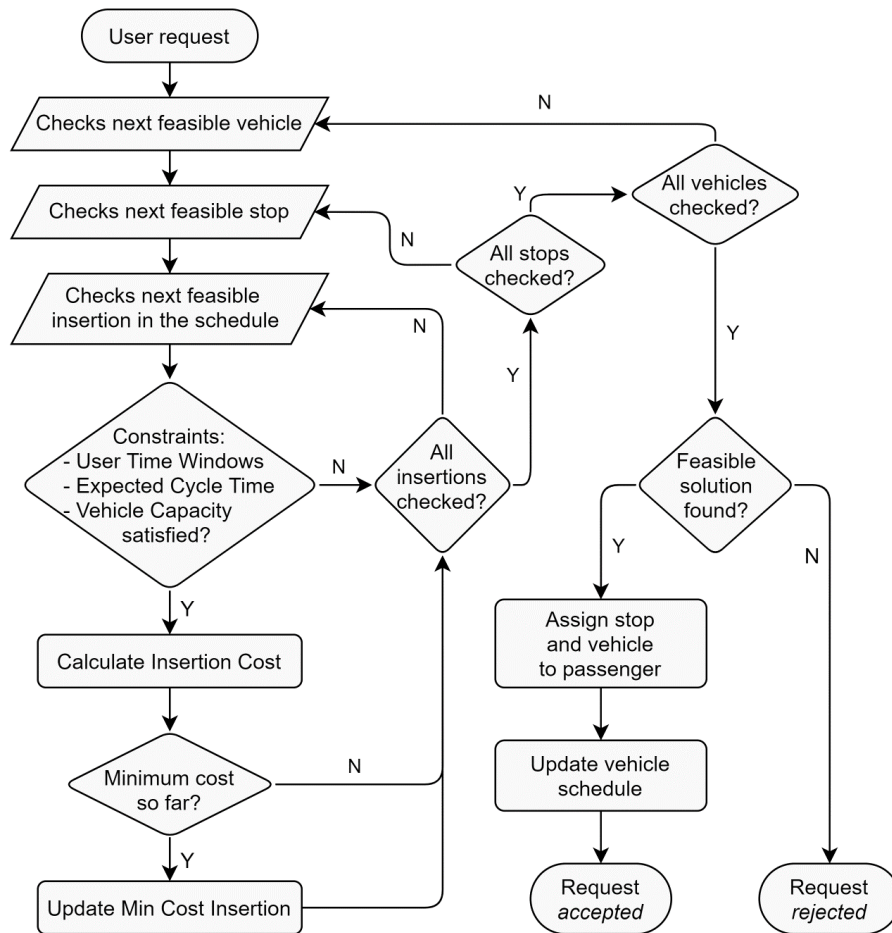 User request
N
Checks next feasible vehicle
All vehicles
checked?
Y
Checks next feasible stop
N
All stops
checked?
Checks next feasible
insertion in the schedule
N
Y
Y
Constraints:
- User Time Windows
- Expected Cycle Time
- Vehicle Capacity
satisfied?
N
All
insertions
checked?
Feasible
solution
found?
Y
N
Y
Assign stop
and vehicle
to passenger
Calculate Insertion Cost
Minimum cost
so far?
N
Update vehicle
schedule
Y
Update Min Cost Insertion
Request
accepted
Request
rejected